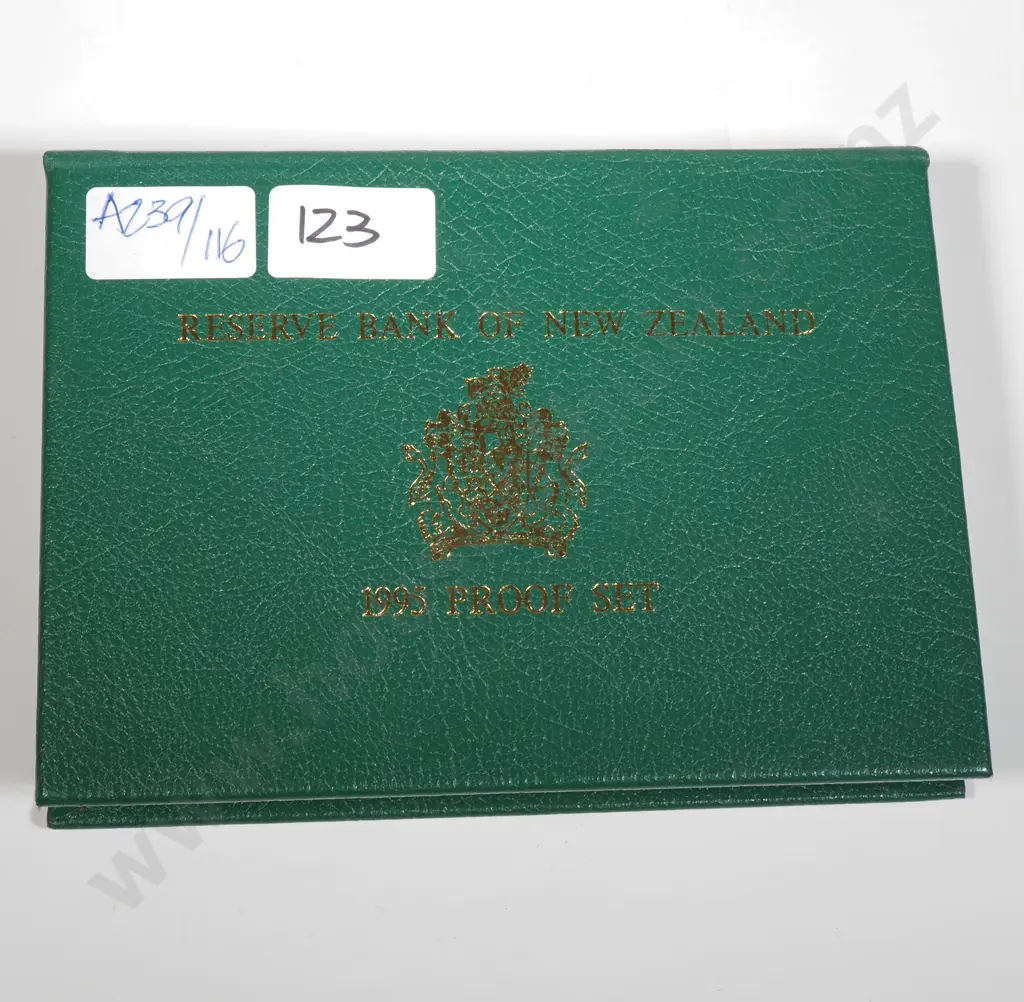 A239/116
123
RESERVE BANK OF NEW ZEALAND
1995 PROOF SET